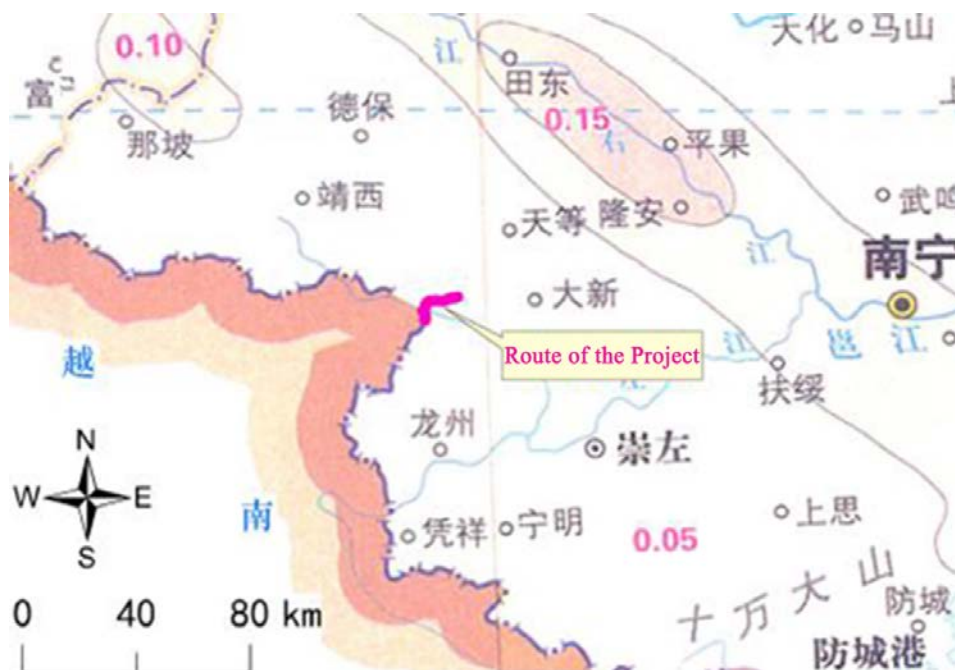 0.10
江
大化
马山
田东
富
德保
0.15
那坡
右
平果
靖西
天等
隆安
武鸣
江
南宁
大新
Route of the Project
江
邕
江
越
左
扶绥
龙州
崇左
N
W
E
S
南
凭祥
宁明
0.05
上思
十万大山
防城
防城港
0
40
80 km